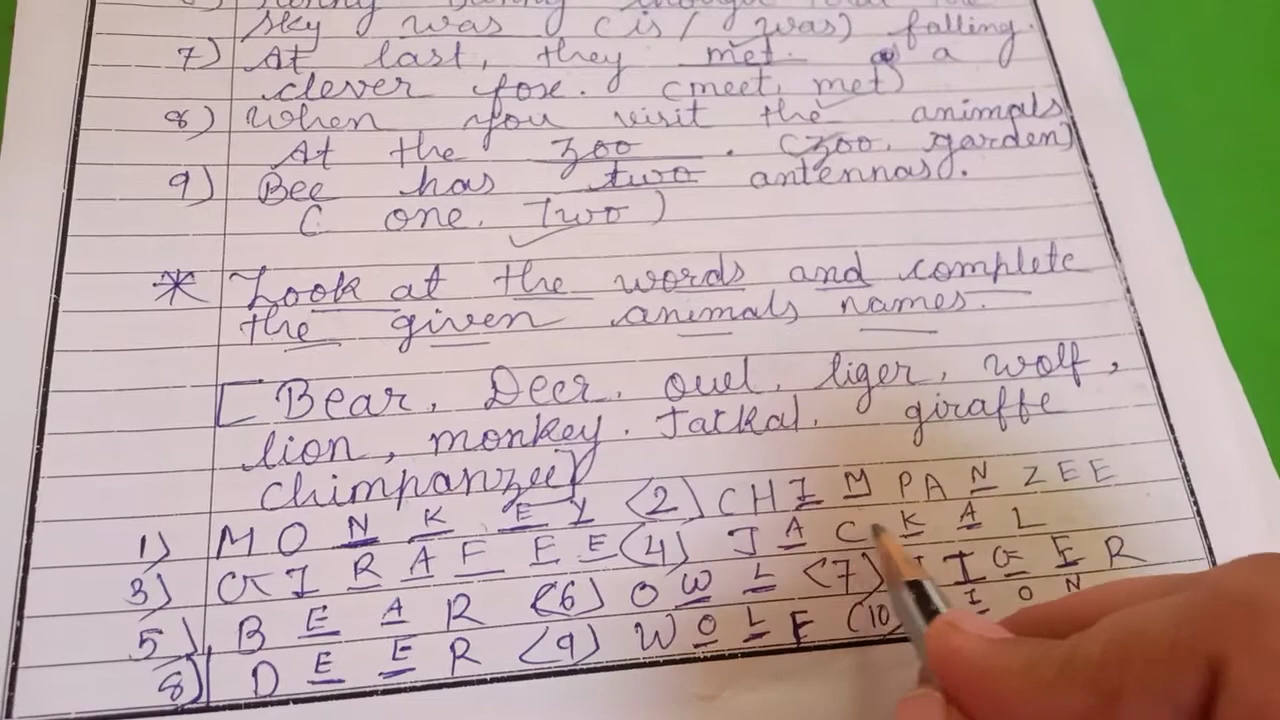 sky was (is / was) falling.
7) At last, they met a
clever fox. (meet, met)
8) When you visit the animals
At the zoo. (zoo, garden)
9) Bee has two antennas.
( one, Two )
* Look at the words and complete
the given animals names.
[ Bear, Deer, owl, tiger, wolf,
lion, monkey, Jackal, giraffe
chimpanzee]
1) M O N K E Y (2) C H I M P A N Z E E
3) G I R A F F E (4) J A C K A L
5) B E A R (6) O W L (7) I G E R
8) D E E R (9) W O L F (10) I O N